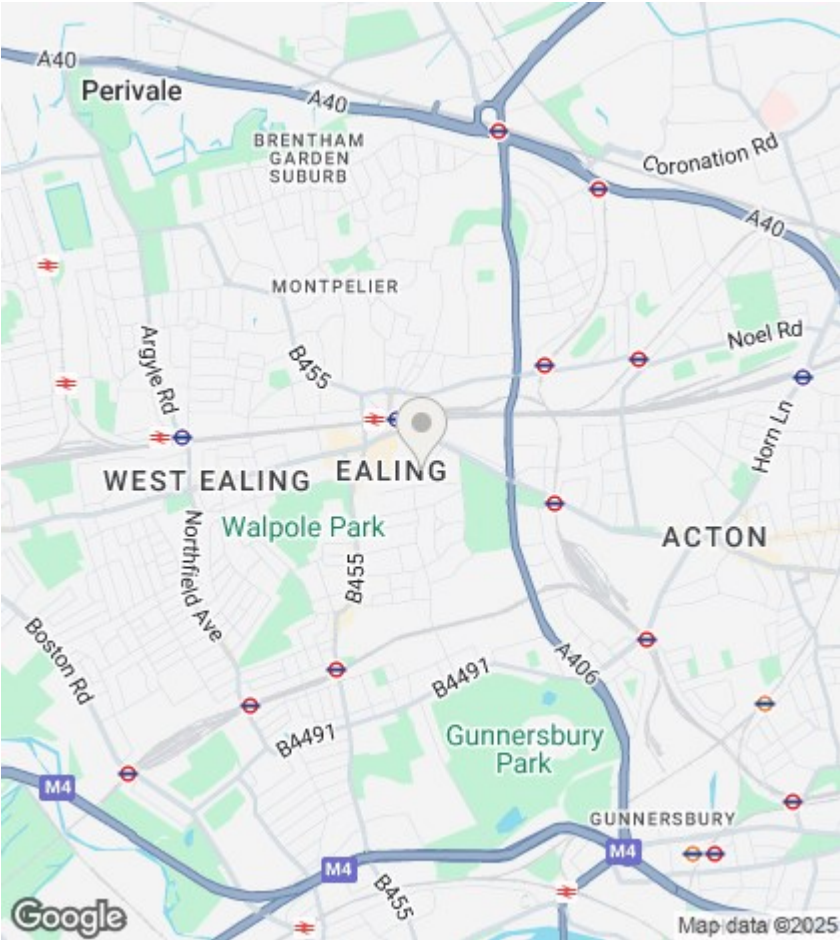 A40
Perivale
A40
BRENTHAM
GARDEN
SUBURB
Coronation Rd
A40
MONTPELIER
Argyle Rd
B455
Noel Rd
Horn Ln
WEST EALING
EALING
Walpole Park
ACTON
Northfield Ave
B455
Boston Rd
A406
B4491
B4491
Gunnersbury
Park
M4
GUNNERSBURY
M4
M4
B455
Google
Map data ©2025